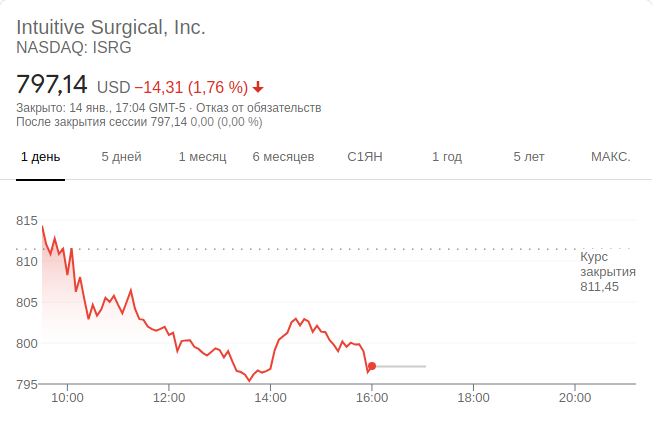 Intuitive Surgical, Inc.
NASDAQ: ISRG
797,14 USD −14,31 (1,76 %)
Закрыто: 14 янв., 17:04 GMT-5 · Отказ от обязательств
После закрытия сессии 797,14 0,00 (0,00 %)
1 день 5 дней 1 месяц 6 месяцев С1ЯН 1 год 5 лет МАКС.
815
810
805
800
795
Курс
закрытия
811,45
10:00 12:00 14:00 16:00 18:00 20:00